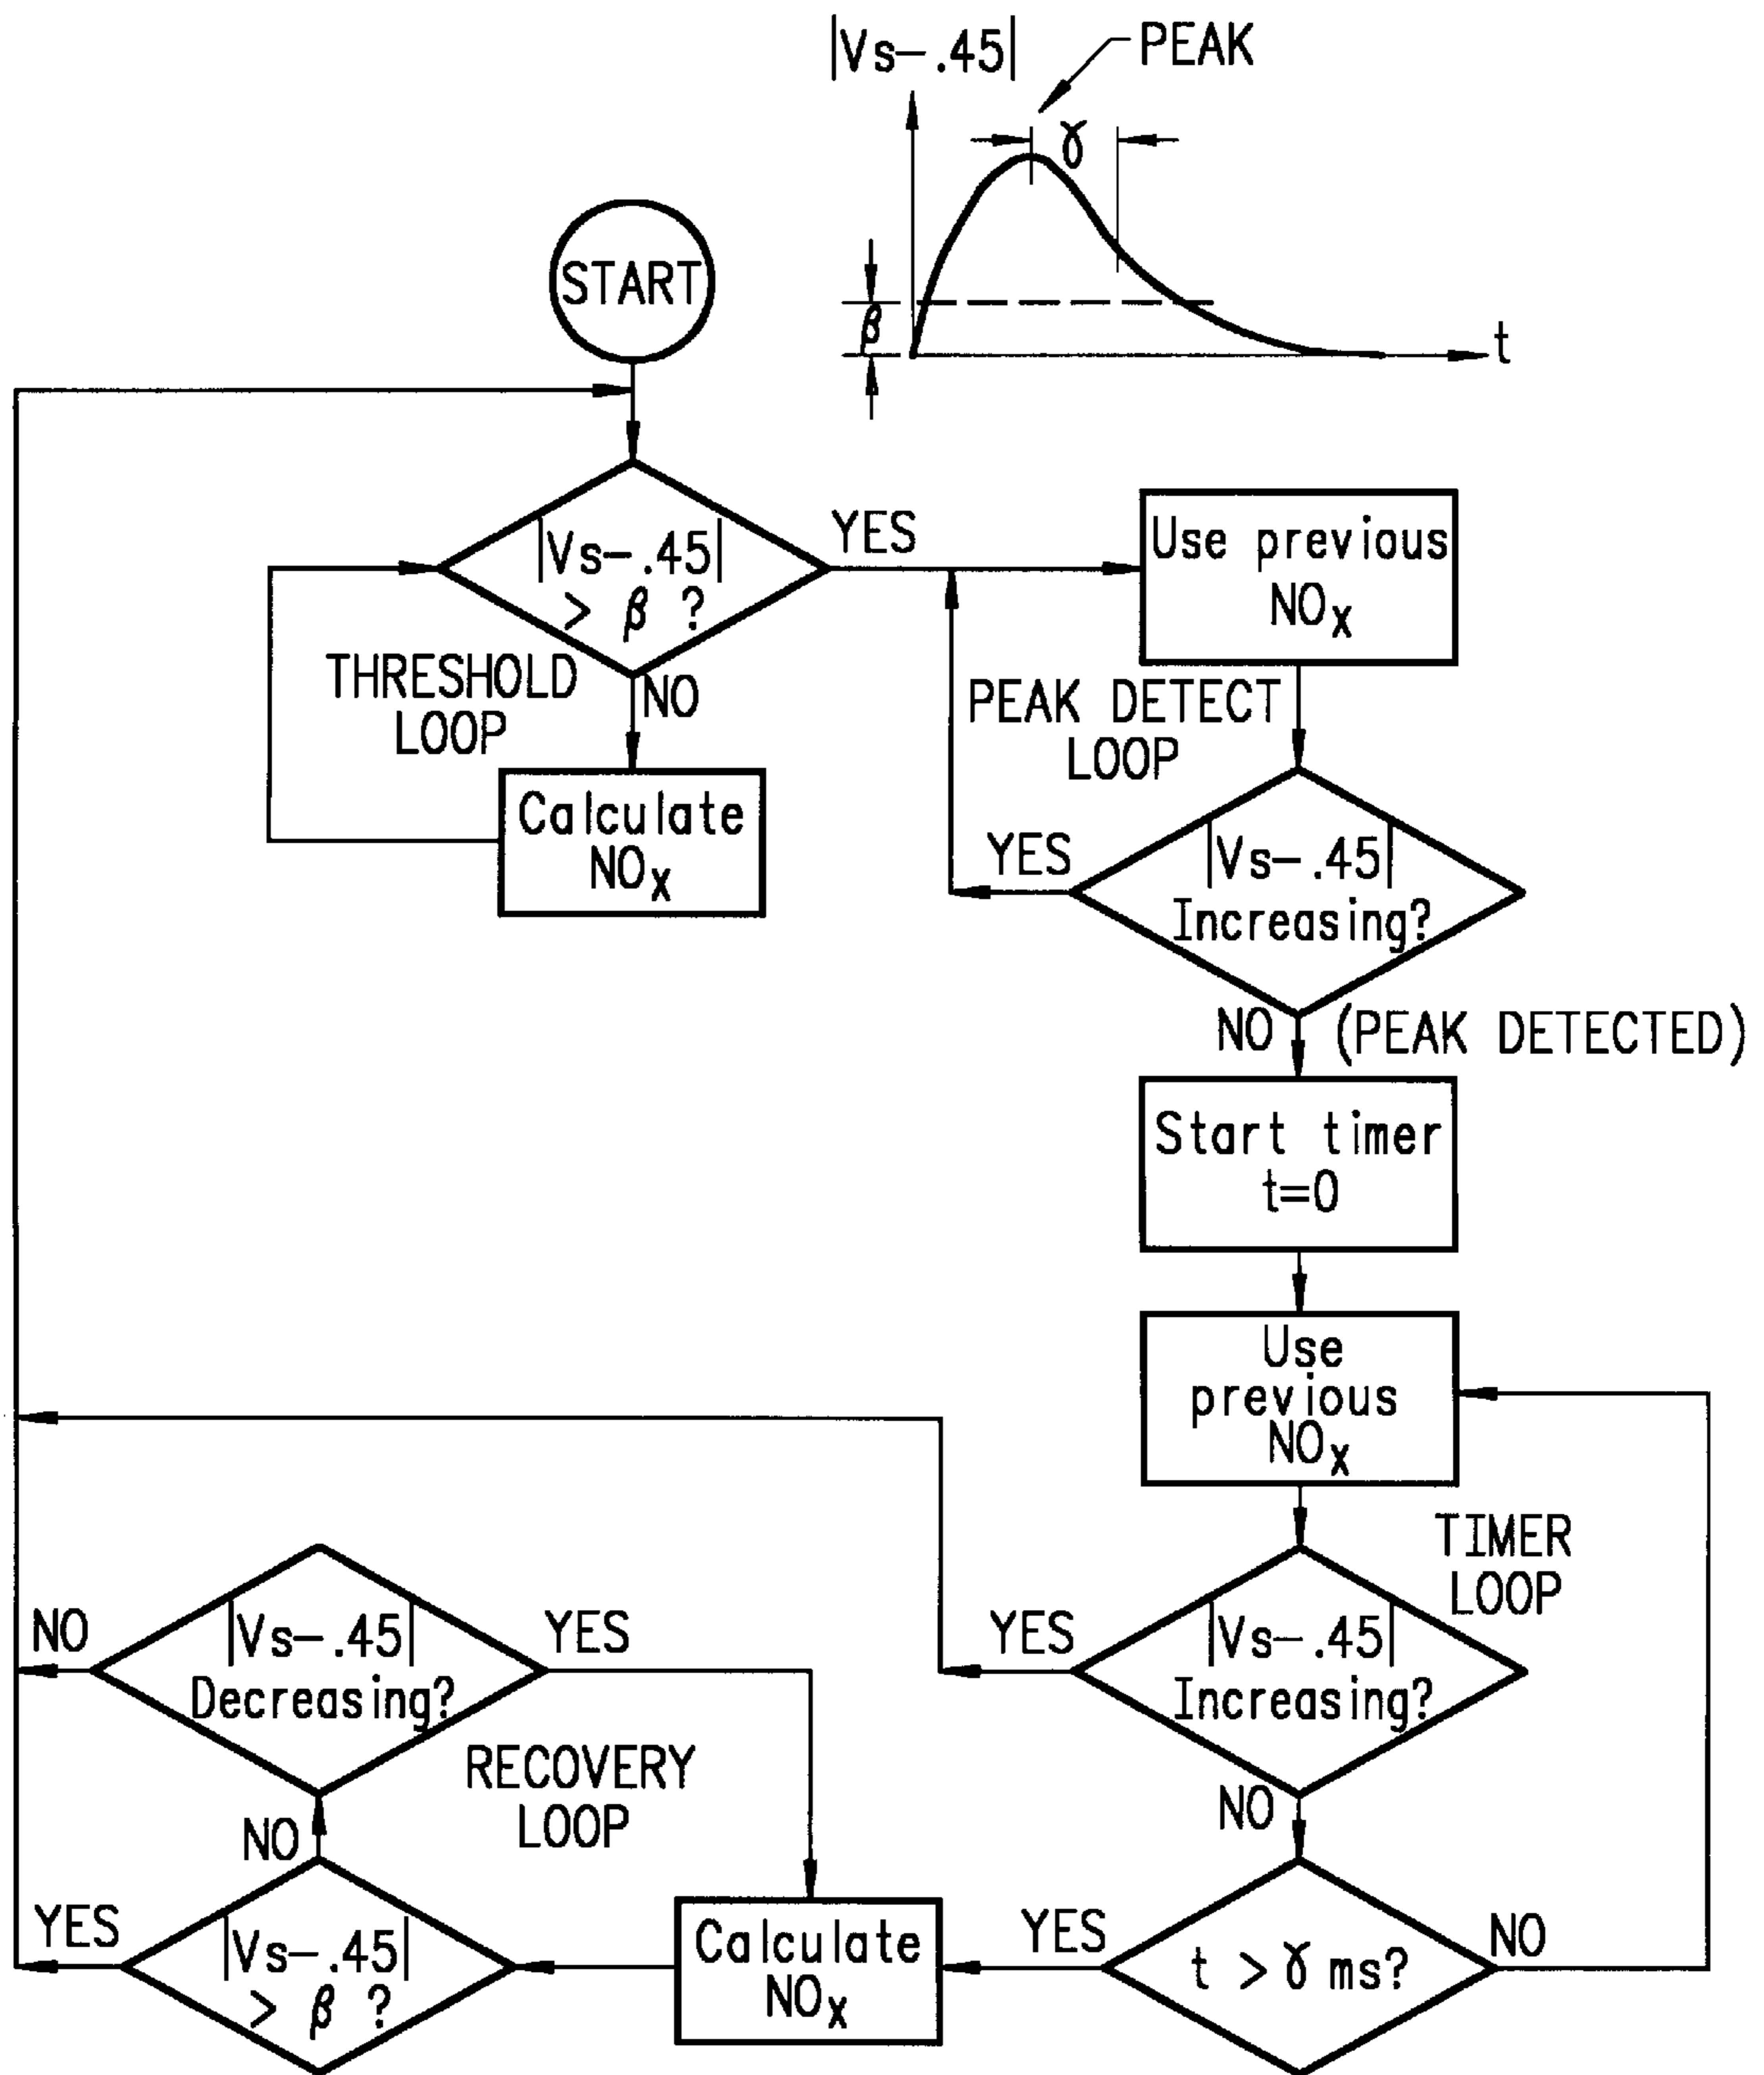 |Vs-.45|
PEAK
γ
β
t
START
|Vs-.45|
> β ?
YES
NO
THRESHOLD
LOOP
Calculate
NOx
Use previous
NOx
PEAK DETECT
LOOP
|Vs-.45|
Increasing?
YES
NO (PEAK DETECTED)
Start timer
t=0
Use
previous
NOx
TIMER
LOOP
|Vs-.45|
Increasing?
YES
NO
t > γ ms?
YES
NO
Calculate
NOx
RECOVERY
LOOP
|Vs-.45|
> β ?
YES
NO
|Vs-.45|
Decreasing?
NO
YES